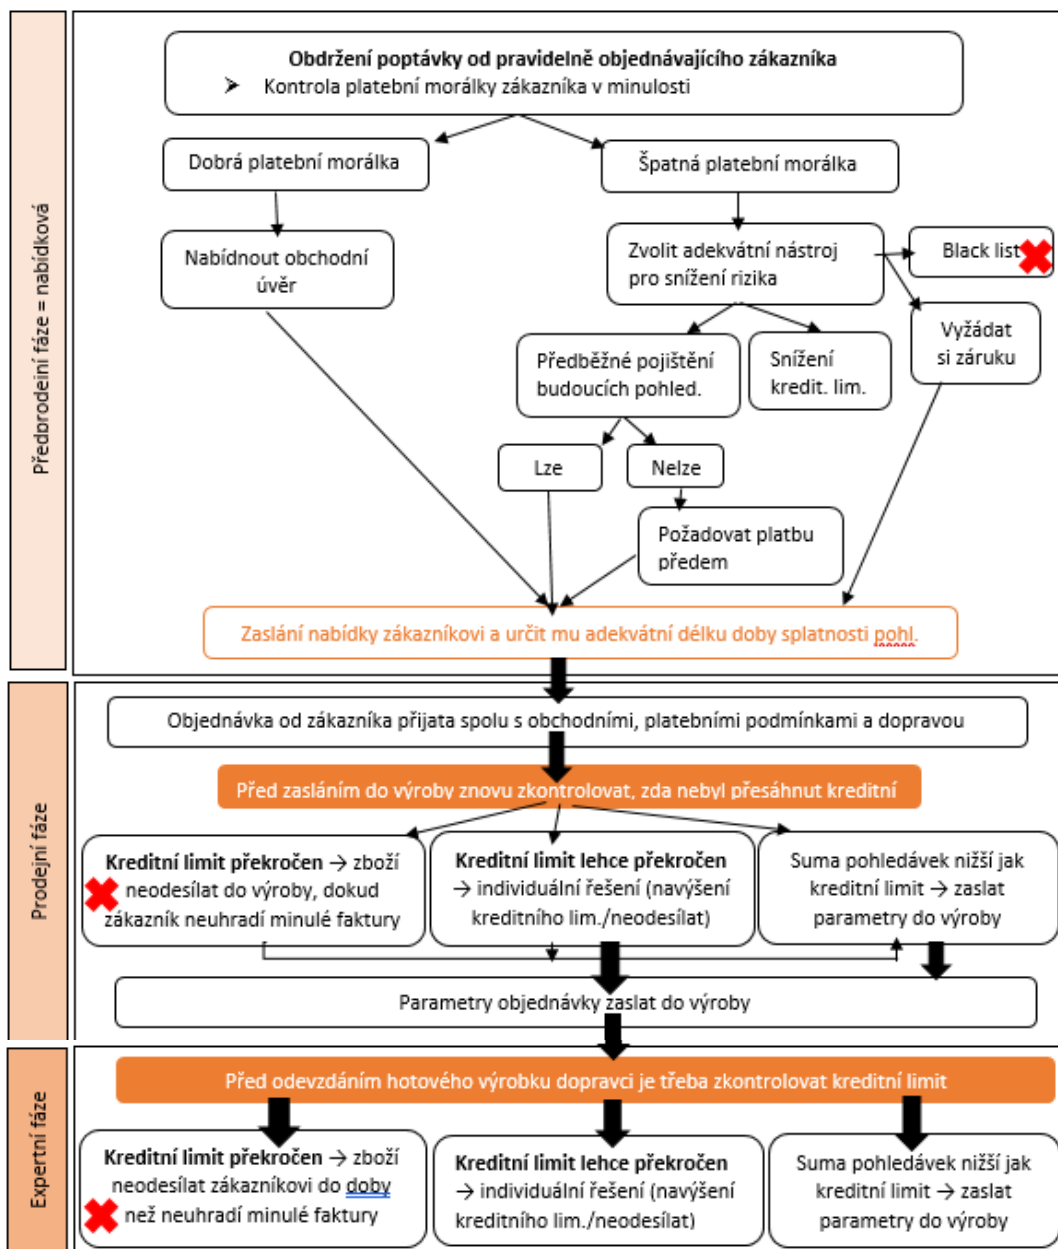 Předprodejní fáze = nabídková
Obdržení poptávky od pravidelně objednávajícího zákazníka
➤ Kontrola platební morálky zákazníka v minulosti
Dobrá platební morálka
Špatná platební morálka
Nabídnout obchodní
úvěr
Zvolit adekvátní nástroj
pro snížení rizika
Black list
Předběžné pojištění
budoucích pohled.
Snížení
kredit. lim.
Vyžádat
si záruku
Lze
Nelze
Požadovat platbu
předem
Zaslání nabídky zákazníkovi a určit mu adekvátní délku doby splatnosti pohl.
Prodejní fáze
Objednávka od zákazníka přijata spolu s obchodními, platebními podmínkami a dopravou
Před zasláním do výroby znovu zkontrolovat, zda nebyl přesáhnut kreditní
Kreditní limit překročen → zboží
neodesílat do výroby, dokud
zákazník neuhradí minulé faktury
Kreditní limit lehce překročen
→ individuální řešení (navýšení
kreditního lim./neodesílat)
Suma pohledávek nižší jak
kreditní limit → zaslat
parametry do výroby
Parametry objednávky zaslat do výroby
Expertní fáze
Před odevzdáním hotového výrobku dopravci je třeba zkontrolovat kreditní limit
Kreditní limit překročen → zboží
neodesílat zákazníkovi do doby
než neuhradí minulé faktury
Kreditní limit lehce překročen
→ individuální řešení (navýšení
kreditního lim./neodesílat)
Suma pohledávek nižší jak
kreditní limit → zaslat
parametry do výroby